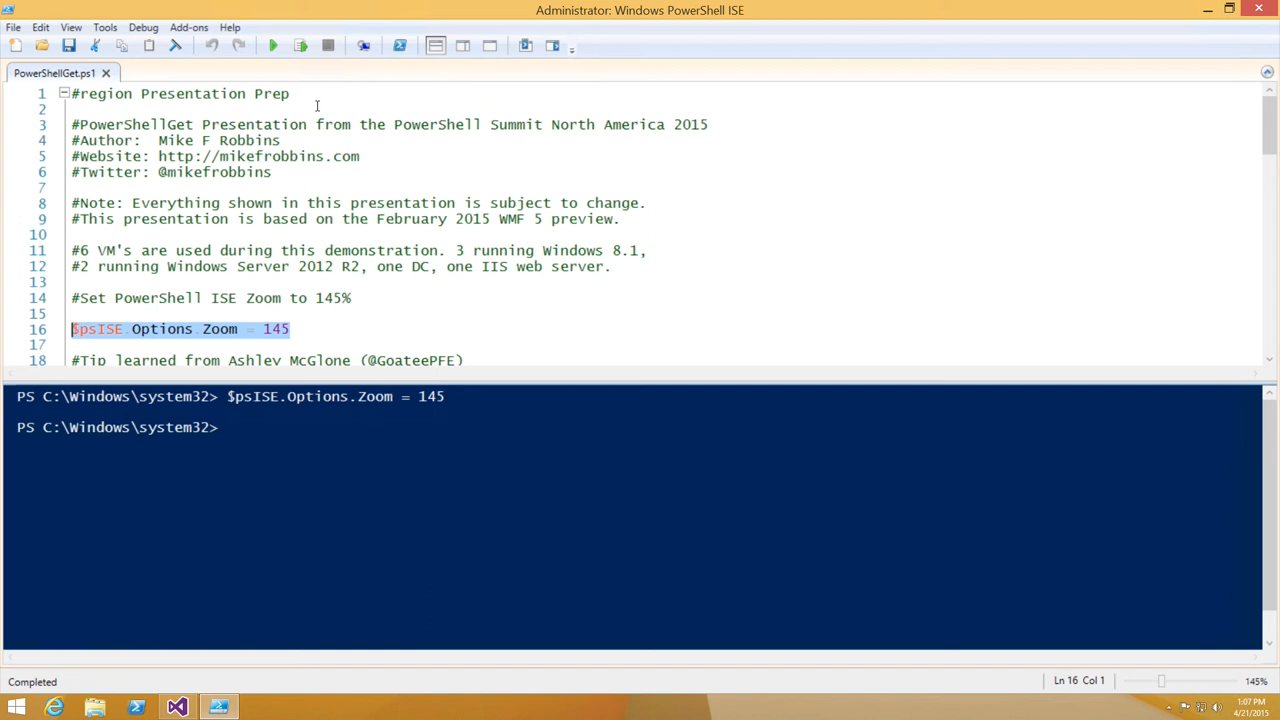 Administrator: Windows PowerShell ISE
File Edit View Tools Debug Add-ons Help
PowerShellGet.ps1
1 #region Presentation Prep
2
3 #PowerShellGet Presentation from the PowerShell Summit North America 2015
4 #Author: Mike F Robbins
5 #Website: http://mikefrobbins.com
6 #Twitter: @mikefrobbins
7
8 #Note: Everything shown in this presentation is subject to change.
9 #This presentation is based on the February 2015 WMF 5 preview.
10
11 #6 VM's are used during this demonstration. 3 running Windows 8.1,
12 #2 running Windows Server 2012 R2, one DC, one IIS web server.
13
14 #Set PowerShell ISE Zoom to 145%
15
16 $psISE.Options.Zoom = 145
17
18 #Tip learned from Ashley McGlone (@GoateePFE)
PS C:\Windows\system32> $psISE.Options.Zoom = 145
PS C:\Windows\system32>
Completed
Ln 16 Col 1
145%
1:07 PM
4/21/2015